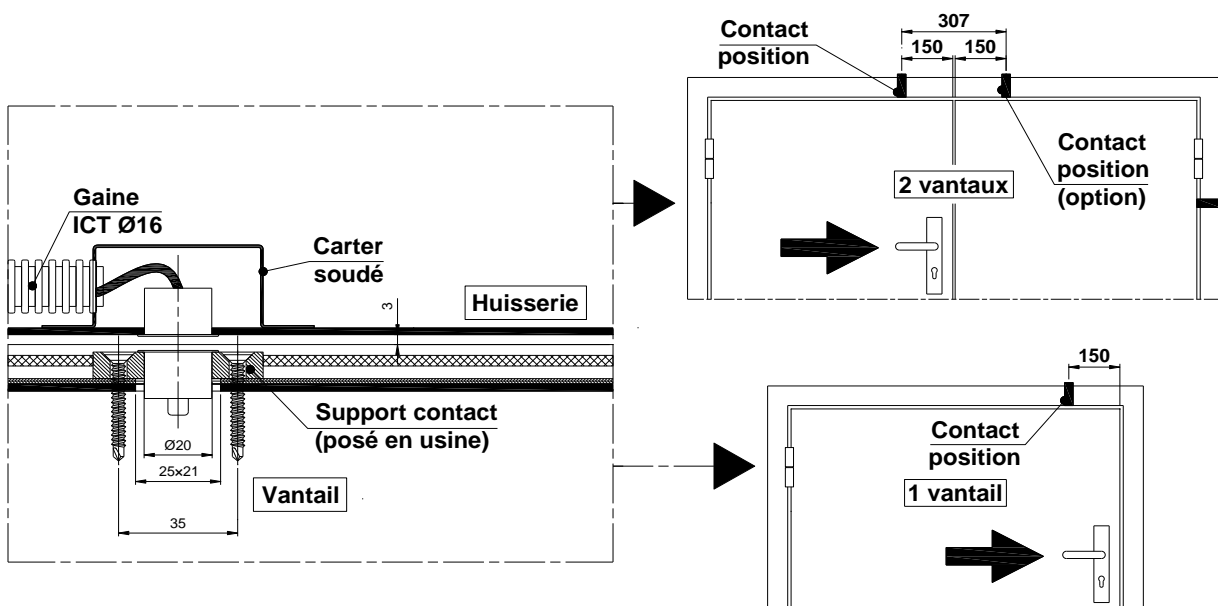 Gaine
ICT Ø16
Carter
soudé
Huisserie
3
Support contact
(posé en usine)
Ø20
25×21
35
Vantail
Contact
position
307
150
150
2 vantaux
Contact
position
(option)
150
Contact
position
1 vantail